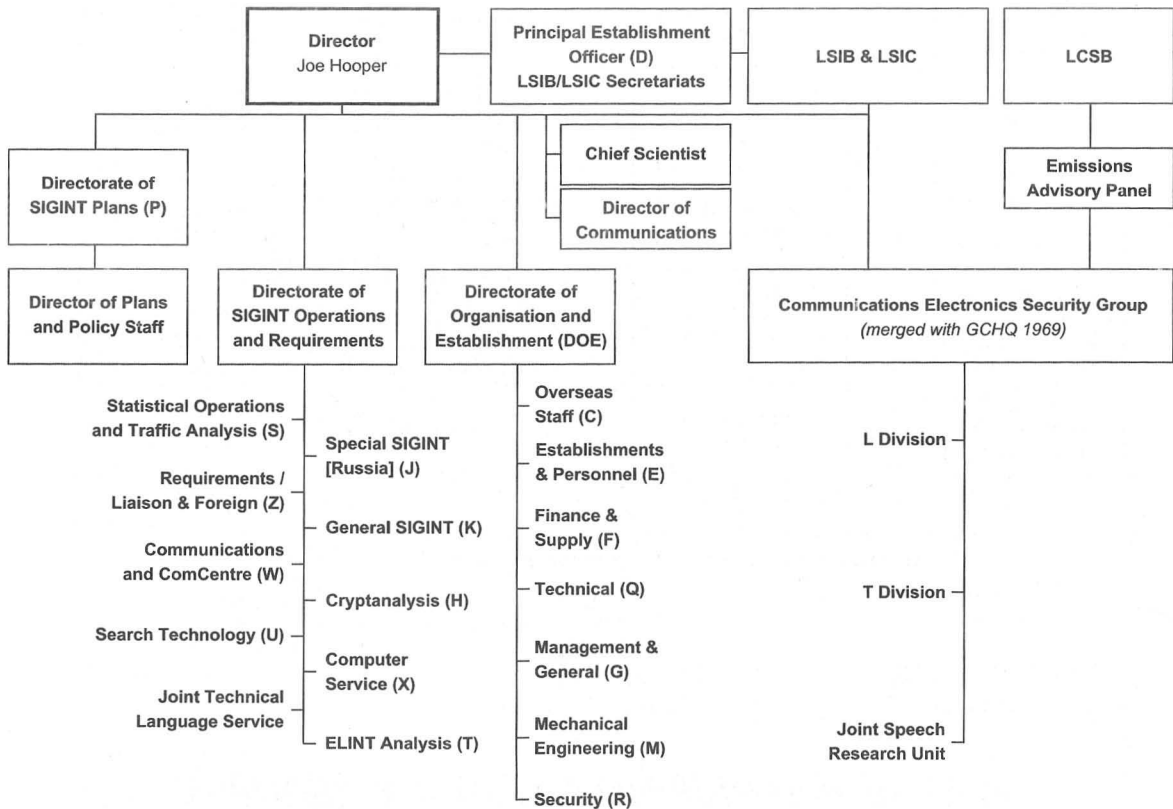 Director
Joe Hooper
Principal Establishment
Officer (D)
LSIB/LSIC Secretariats
LSIB & LSIC
LCSB
Chief Scientist
Director of
Communications
Emissions
Advisory Panel
Directorate of
SIGINT Plans (P)
Director of Plans
and Policy Staff
Directorate of
SIGINT Operations
and Requirements
Directorate of
Organisation and
Establishment (DOE)
Communications Electronics Security Group
(merged with GCHQ 1969)
Statistical Operations
and Traffic Analysis (S)
Requirements /
Liaison & Foreign (Z)
Communications
and ComCentre (W)
Search Technology (U)
Joint Technical
Language Service
Special SIGINT
[Russia] (J)
General SIGINT (K)
Cryptanalysis (H)
Computer
Service (X)
ELINT Analysis (T)
Overseas
Staff (C)
Establishments
& Personnel (E)
Finance &
Supply (F)
Technical (Q)
Management &
General (G)
Mechanical
Engineering (M)
Security (R)
L Division
T Division
Joint Speech
Research Unit